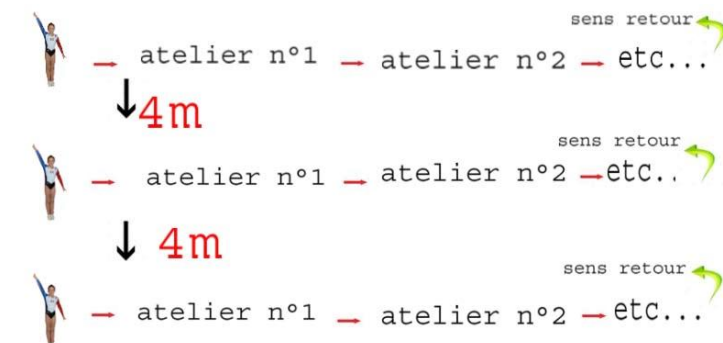 sens retour
atelier n°1 atelier n°2 etc...
4m
sens retour
atelier n°1 atelier n°2 etc..
4m
sens retour
atelier n°1 atelier n°2 etc...